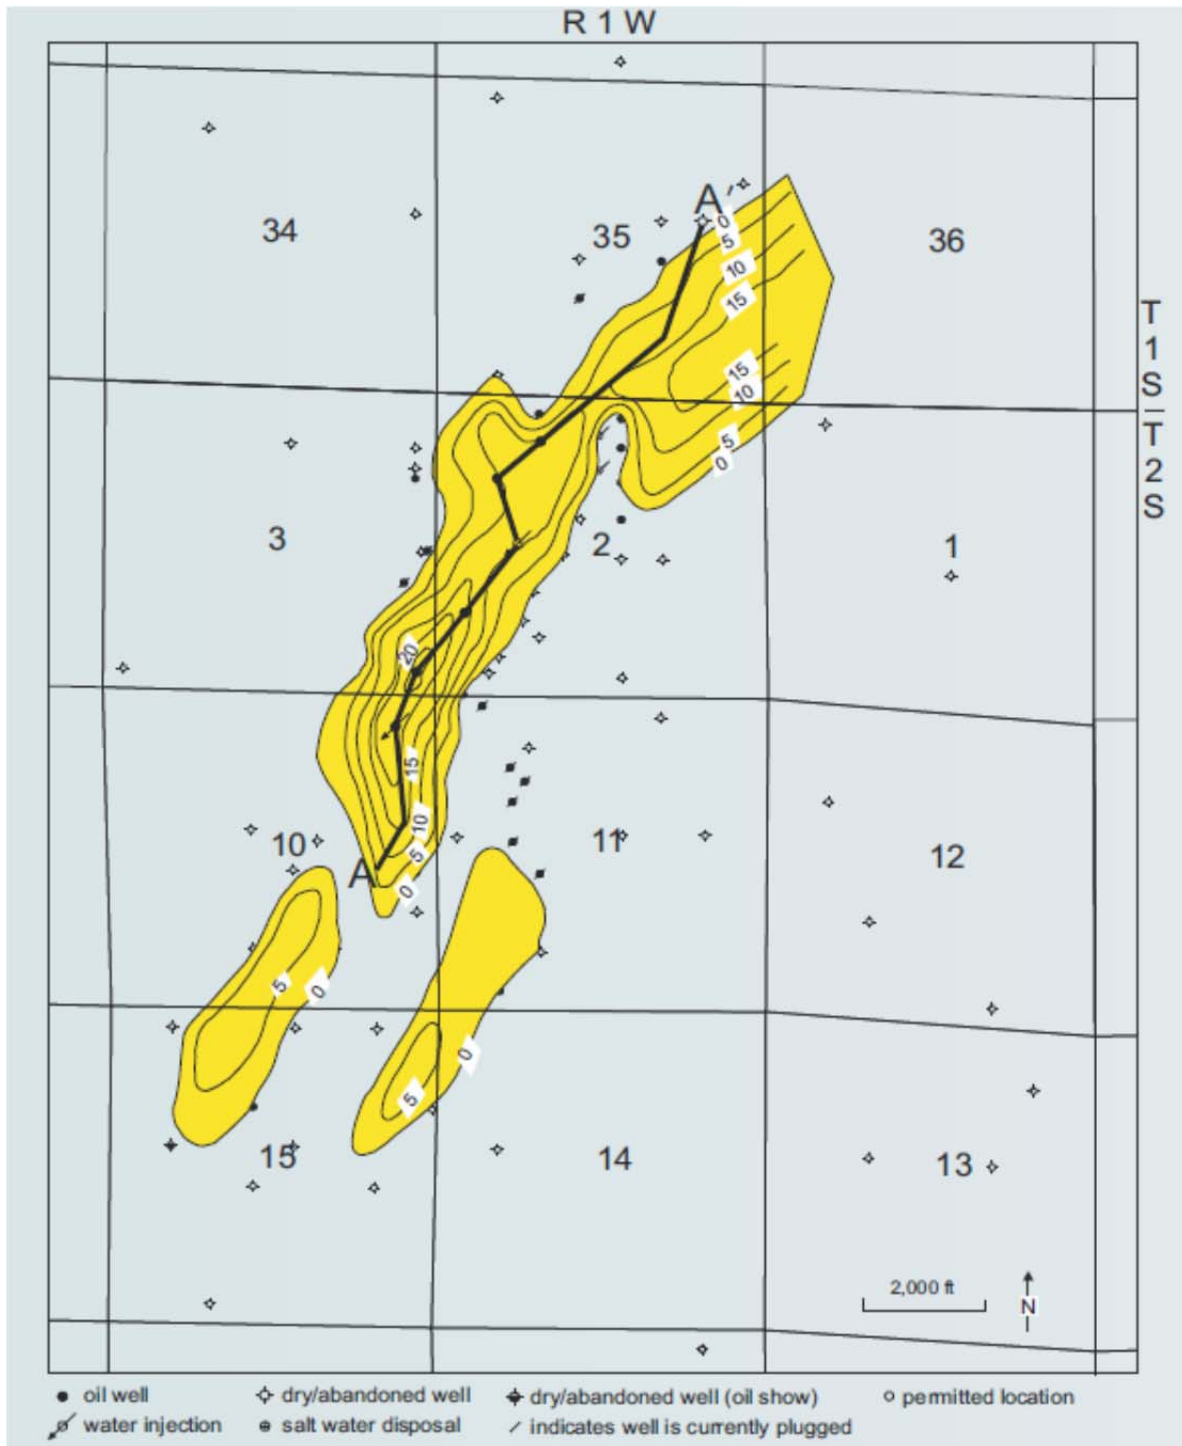 R 1 W
A′
34
35
36
0
5
10
15
15
10
5
0
T
1
S
T
2
S
3
2
1
20
15
10
5
0
10
11
12
A
5
0
0
5
15
14
13
2,000 ft
N
oil well
dry/abandoned well
dry/abandoned well (oil show)
permitted location
water injection
salt water disposal
indicates well is currently plugged